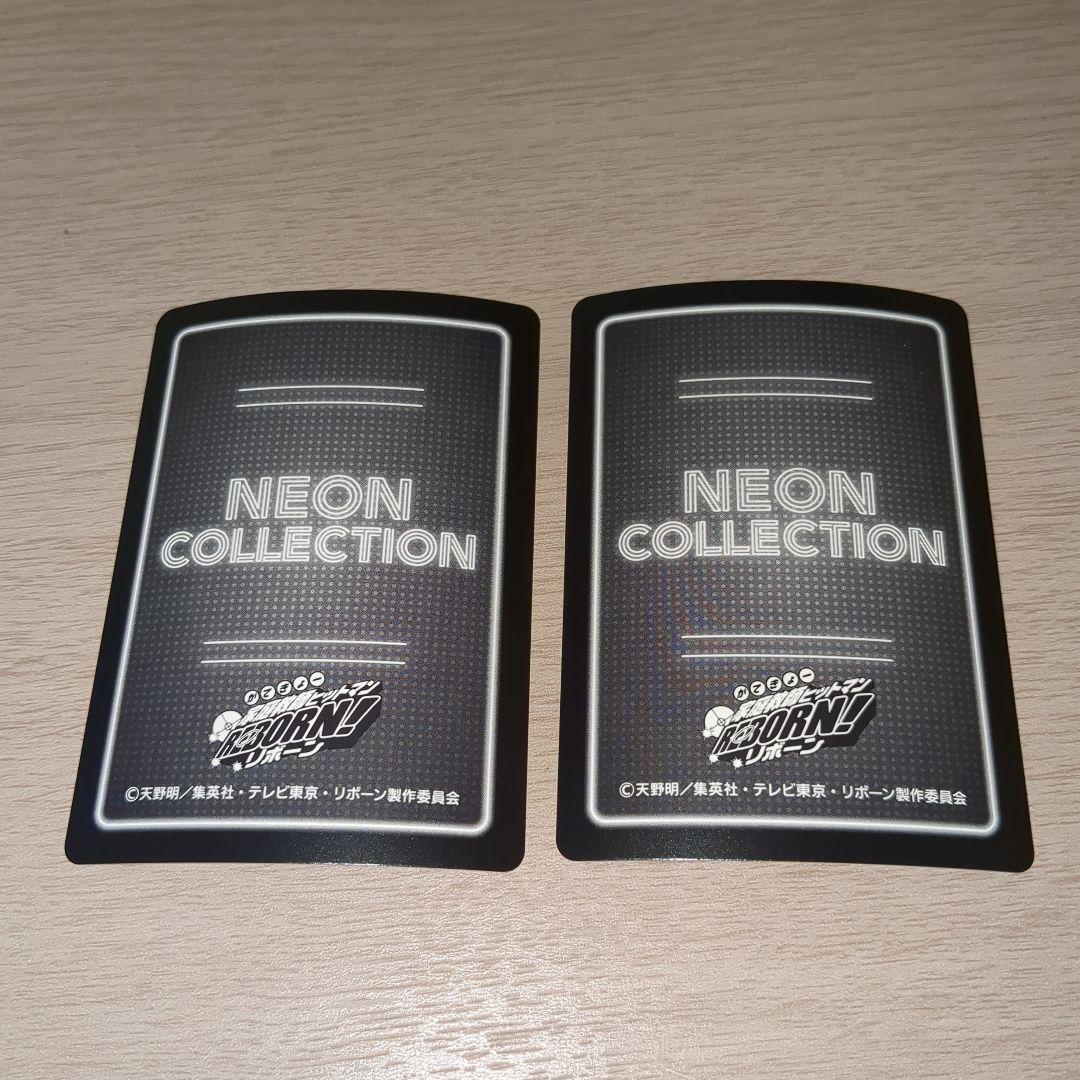 NEON
COLLECTION
かてきょー
家庭教師ヒットマン
REBORN!
リボーン
©天野明／集英社・テレビ東京・リボーン製作委員会
NEON
COLLECTION
かてきょー
家庭教師ヒットマン
REBORN!
リボーン
©天野明／集英社・テレビ東京・リボーン製作委員会